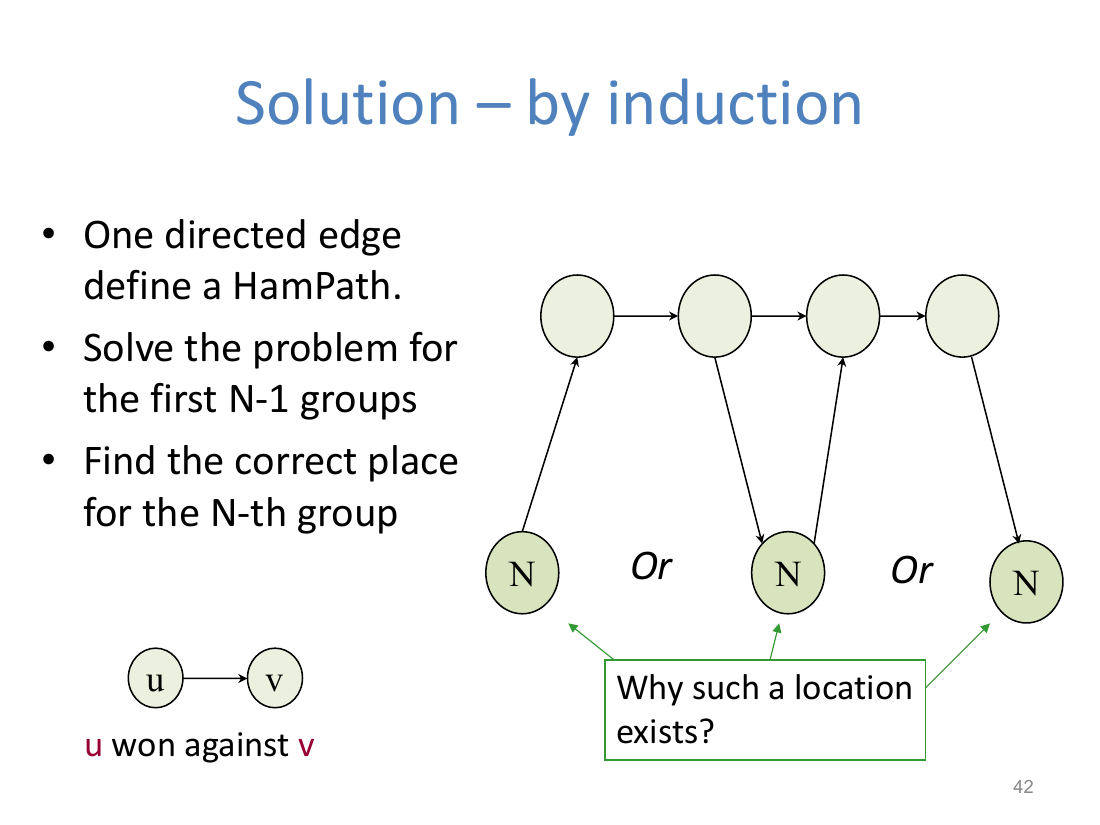 Solution – by induction
• One directed edge
define a HamPath.
• Solve the problem for
the first N-1 groups
• Find the correct place
for the N-th group
N
Or
N
Or
N
u
v
u won against v
Why such a location
exists?
42